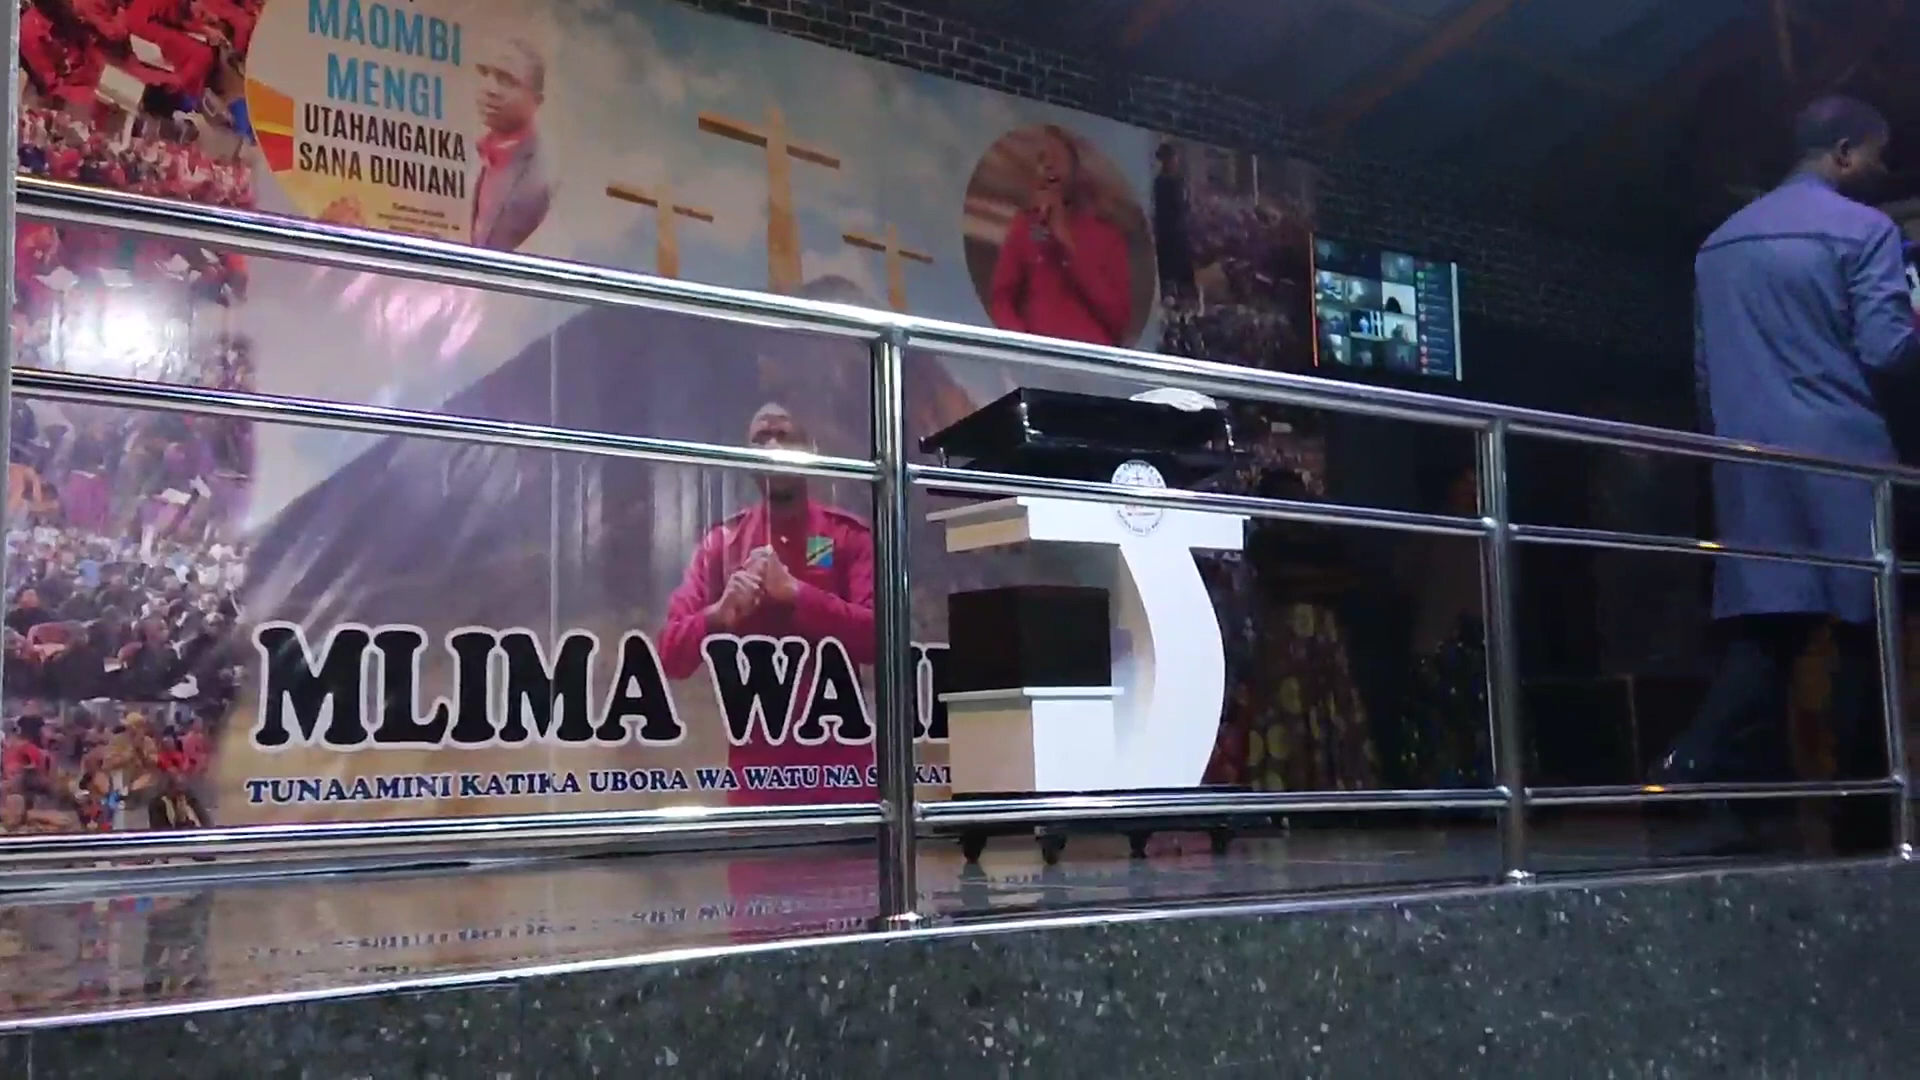 MAOMBI
MENGI
UTAHANGAIKA
SANA DUNIANI
MLIMA WA
TUNAAMINI KATIKA UBORA WA WATU NA